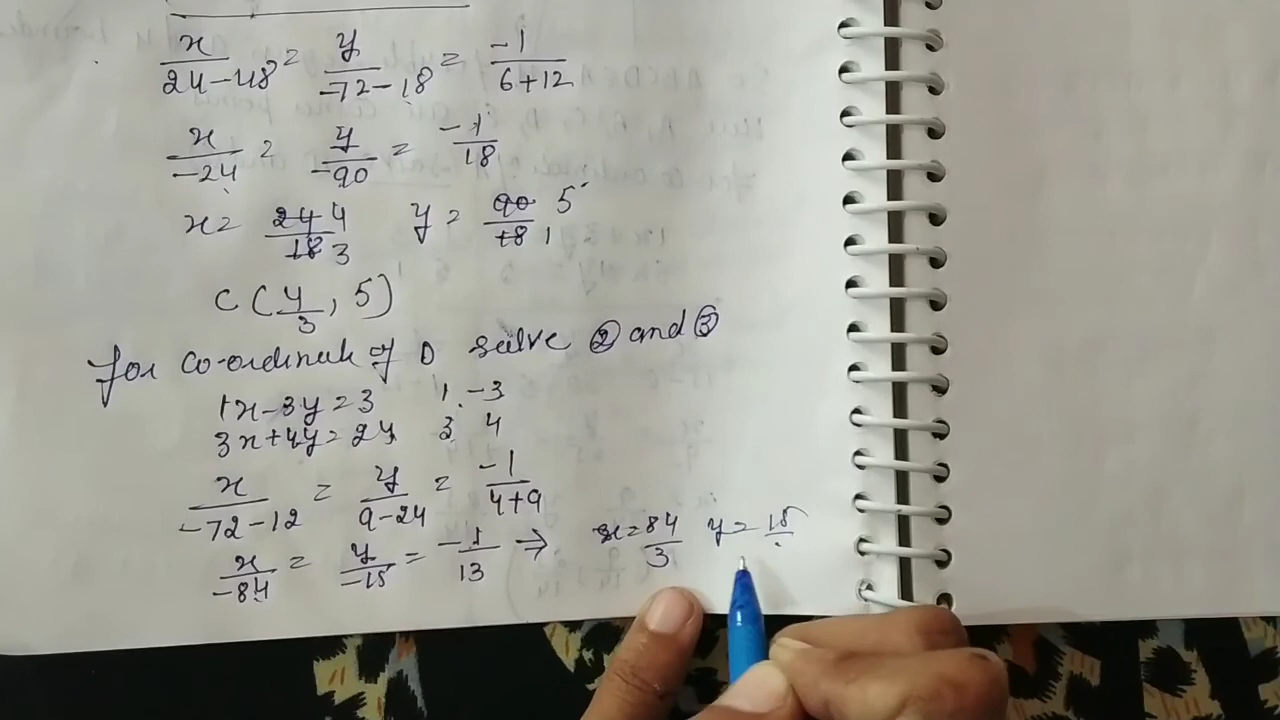 x/24-48 = y/-72-18 = -1/6+12
x/-24 = y/-90 = -1/18
x = 24/18 4/3 y = 90/18 5/1
C (4/3, 5)
for co-ordinate of D solve ② and ③
1x-3y=3 1 -3
3x+4y=24 3 4
x/-72-12 = y/9-24 = -1/4+9
x/-84 = y/-15 = -1/13 → x=84/3 y=15/